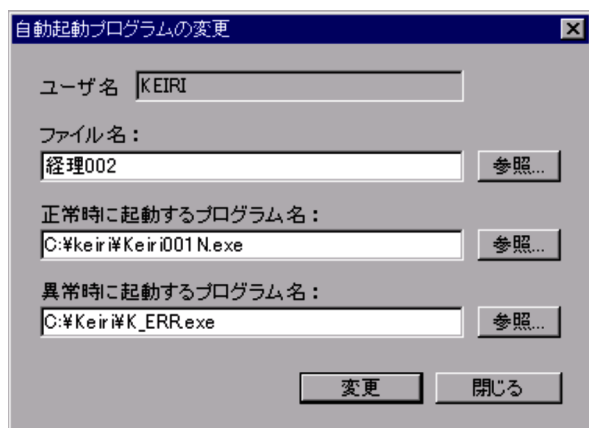 自動起動プログラムの変更
ユーザ名 KEIRI
ファイル名：
経理002 参照...
正常時に起動するプログラム名：
C:¥keiri¥Keiri001N.exe 参照...
異常時に起動するプログラム名：
C:¥Keiri¥K_ERR.exe 参照...
変更 閉じる